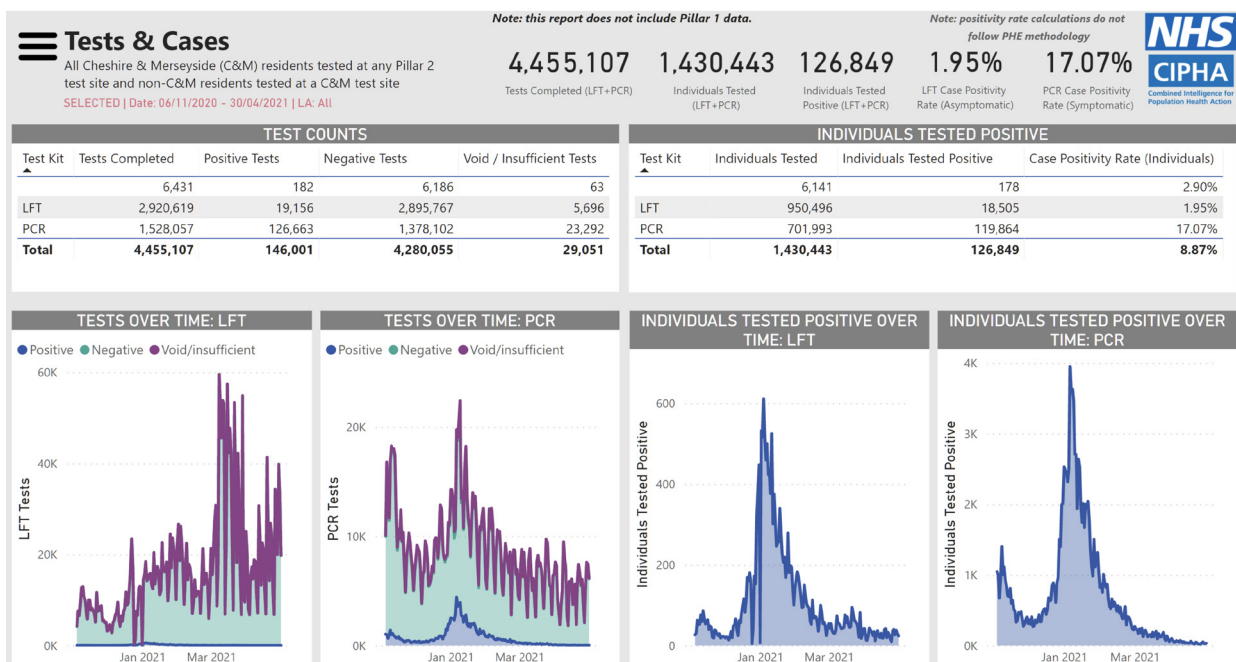 Note: this report does not include Pillar 1 data.
Note: positivity rate calculations do not
follow PHE methodology
Tests & Cases
All Cheshire & Merseyside (C&M) residents tested at any Pillar 2
test site and non-C&M residents tested at a C&M test site
SELECTED | Date: 06/11/2020 - 30/04/2021 | LA: All
4,455,107
Tests Completed (LFT+PCR)
1,430,443
Individuals Tested
(LFT+PCR)
126,849
Individuals Tested
Positive (LFT+PCR)
1.95%
LFT Case Positivity
Rate (Asymptomatic)
17.07%
PCR Case Positivity
Rate (Symptomatic)
NHS
CIPHA
Combined Intelligence for
Population Health Action
TEST COUNTS
Test Kit Tests Completed Positive Tests Negative Tests Void / Insufficient Tests
6,431 182 6,186 63
LFT 2,920,619 19,156 2,895,767 5,696
PCR 1,528,057 126,663 1,378,102 23,292
Total 4,455,107 146,001 4,280,055 29,051
INDIVIDUALS TESTED POSITIVE
Test Kit Individuals Tested Individuals Tested Positive Case Positivity Rate (Individuals)
6,141 178 2.90%
LFT 950,496 18,505 1.95%
PCR 701,993 119,864 17.07%
Total 1,430,443 126,849 8.87%
TESTS OVER TIME: LFT
Positive Negative Void/insufficient
60K
40K
20K
0K
LFT Tests
Jan 2021 Mar 2021
TESTS OVER TIME: PCR
Positive Negative Void/insufficient
20K
10K
0K
PCR Tests
Jan 2021 Mar 2021
INDIVIDUALS TESTED POSITIVE OVER
TIME: LFT
600
400
200
0
Individuals Tested Positive
Jan 2021 Mar 2021
INDIVIDUALS TESTED POSITIVE OVER
TIME: PCR
4K
3K
2K
1K
0K
Individuals Tested Positive
Jan 2021 Mar 2021